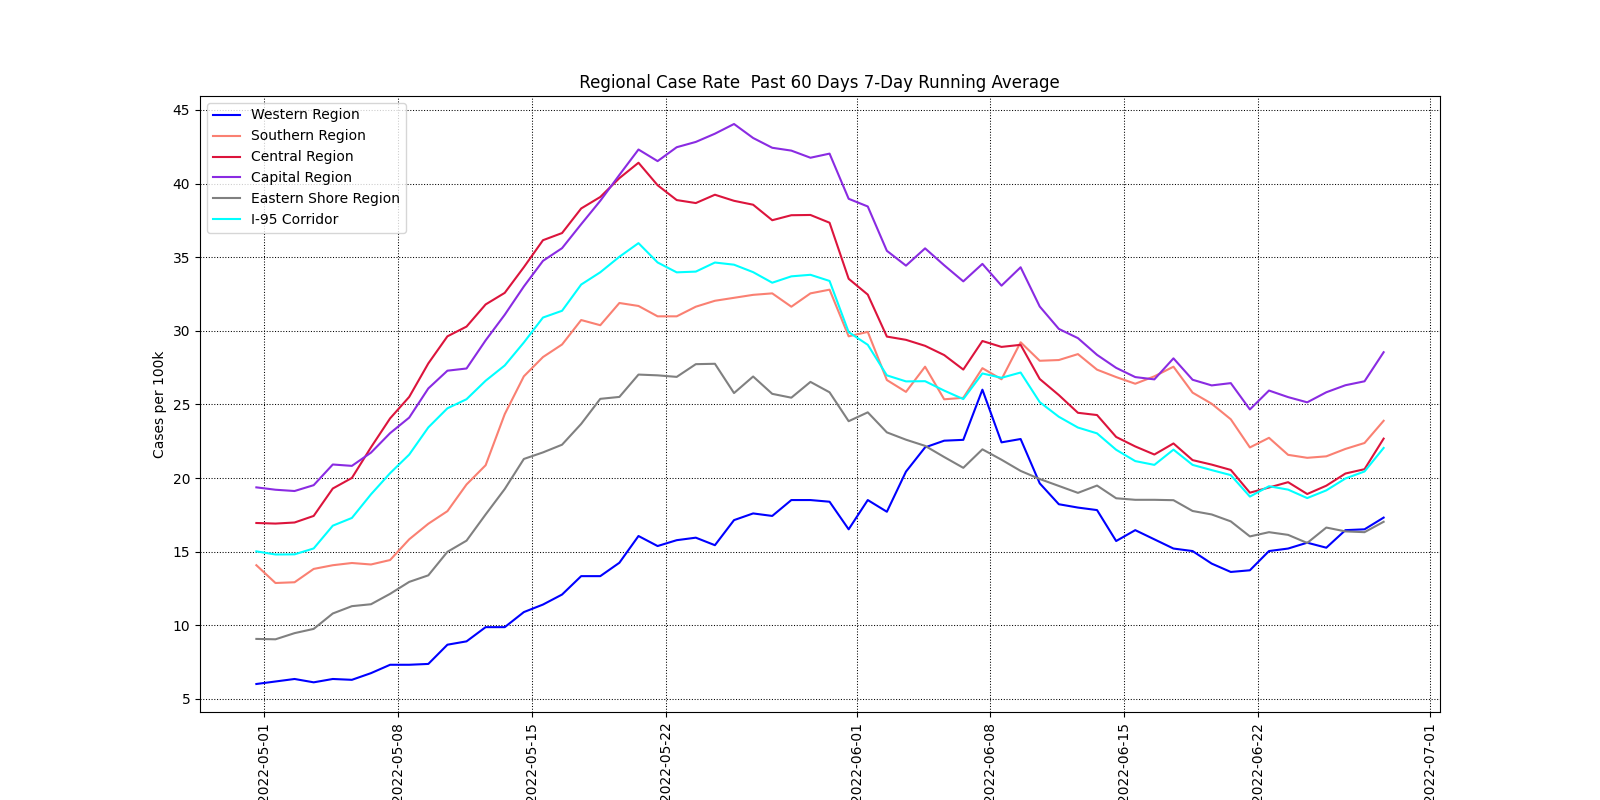 Regional Case Rate  Past 60 Days 7-Day Running Average
Western Region
Southern Region
Central Region
Capital Region
Eastern Shore Region
I-95 Corridor
Cases per 100k
45
40
35
30
25
20
15
10
5
2022-05-01
2022-05-08
2022-05-15
2022-05-22
2022-06-01
2022-06-08
2022-06-15
2022-06-22
2022-07-01